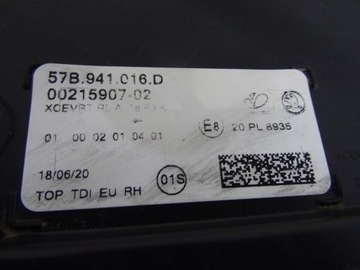 57B.941.016.D
00215907-02
01 00 02 01 04 01
E8 20 PL 8935
18/06/20
01S
TOP TDI EU RH